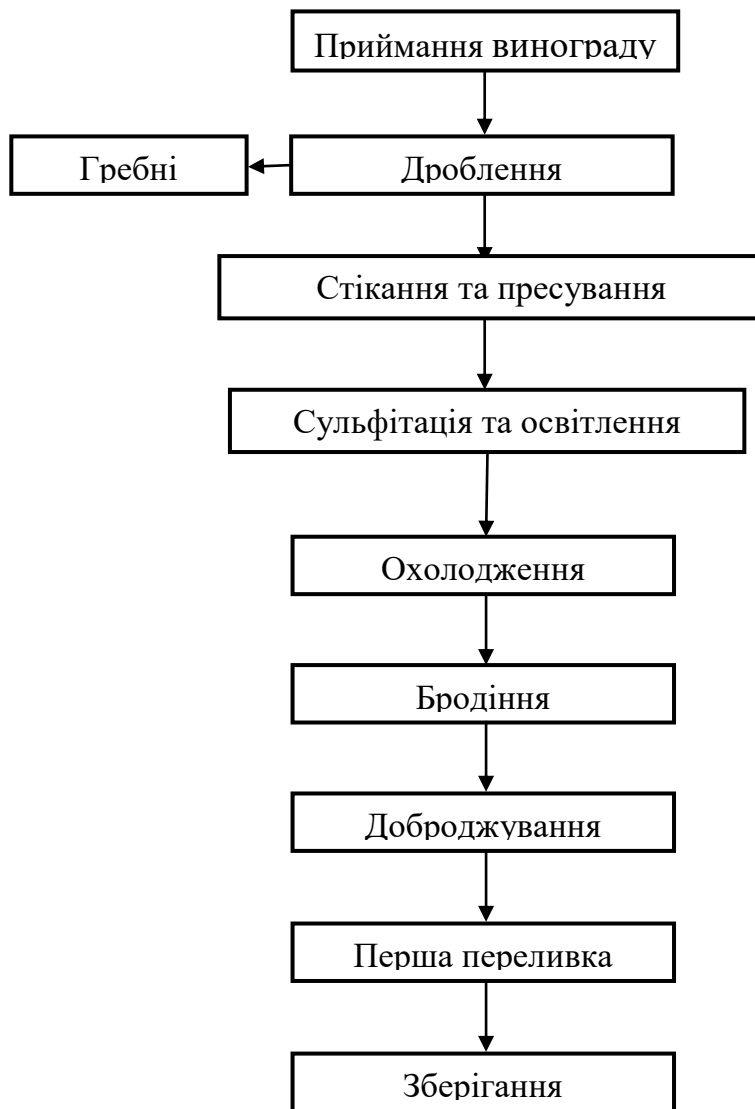 Приймання винограду
Гребні
Дроблення
Стікання та пресування
Сульфітація та освітлення
Охолодження
Бродіння
Доброджування
Перша переливка
Зберігання